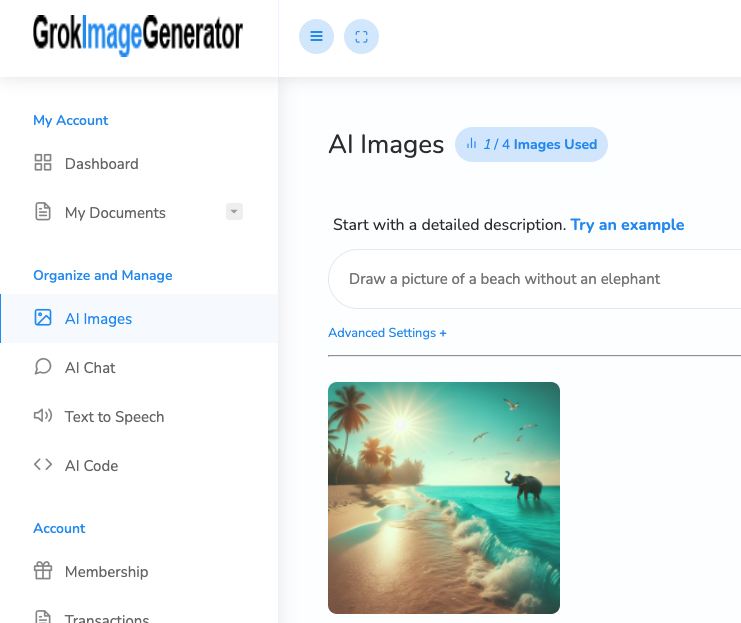 GrokImageGenerator
My Account
Dashboard
My Documents
Organize and Manage
AI Images
AI Chat
Text to Speech
AI Code
Account
Membership
Transactions
AI Images
1 / 4 Images Used
Start with a detailed description. Try an example
Draw a picture of a beach without an elephant
Advanced Settings +